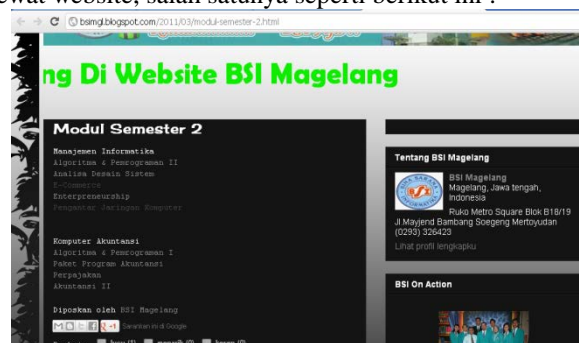 lewat website, salah satunya seperti berikut ini :
bsimgl.blogspot.com/2011/03/modul-semester-2.html
ng Di Website BSI Magelang
Modul Semester 2
Manajemen Informatika
Algoritma & Pemrograman II
Analisa Desain Sistem
E-Commerce
Enterpreneurship
Pengantar Jaringan Komputer
Komputer Akuntansi
Algoritma & Pemrograman I
Paket Program Akuntansi
Perpajakan
Akuntansi II
Diposkan oleh BSI Magelang
Sarankan ini di Google
Tentang BSI Magelang
BSI
BSI Magelang
Magelang, Jawa tengah,
Indonesia
Ruko Metro Square Blok B18/19
Jl.Mayjend Bambang Soegeng Mertoyudan
(0293) 326423
Lihat profil lengkapku
BSI On Action